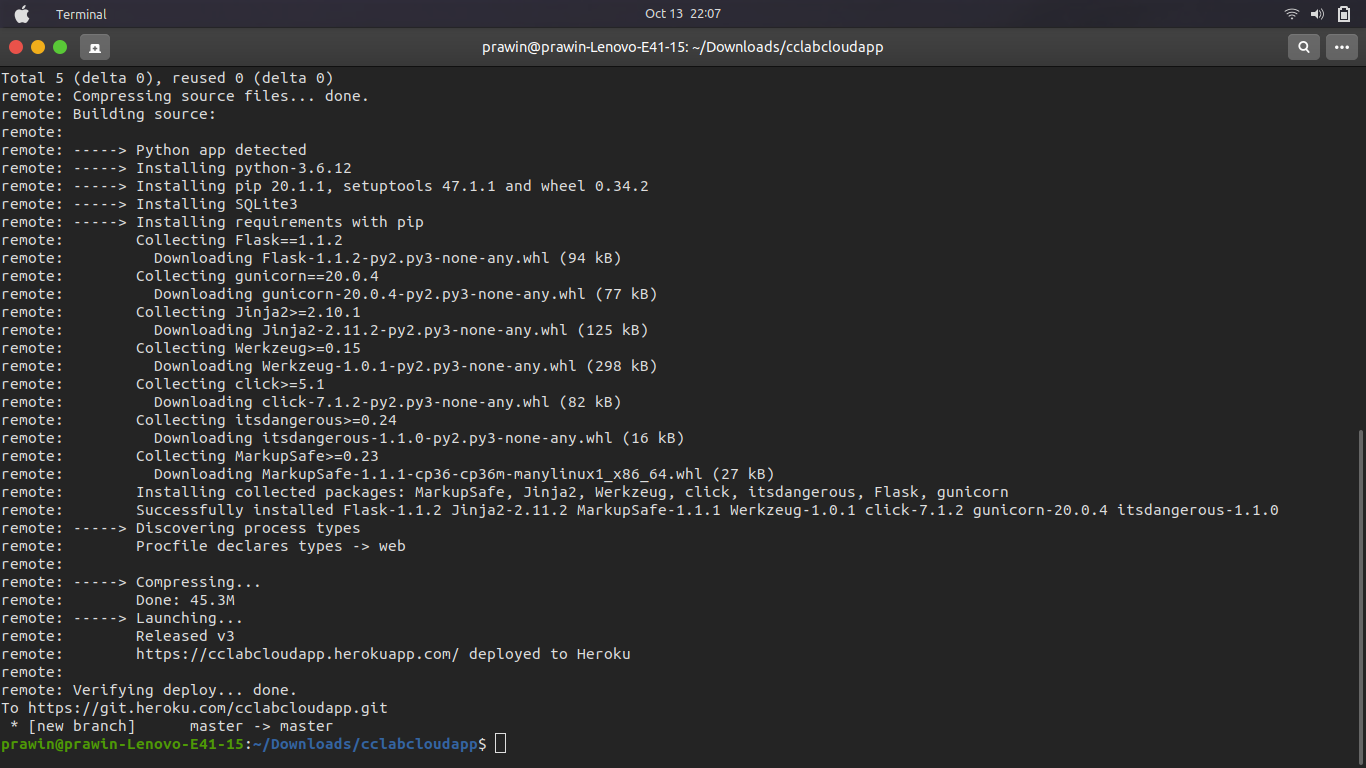 Terminal
Oct 13 22:07
prawin@prawin-Lenovo-E41-15: ~/Downloads/cclabcloudapp
Total 5 (delta 0), reused 0 (delta 0)
remote: Compressing source files... done.
remote: Building source:
remote:
remote: -----> Python app detected
remote: -----> Installing python-3.6.12
remote: -----> Installing pip 20.1.1, setuptools 47.1.1 and wheel 0.34.2
remote: -----> Installing SQLite3
remote: -----> Installing requirements with pip
remote:        Collecting Flask==1.1.2
remote:          Downloading Flask-1.1.2-py2.py3-none-any.whl (94 kB)
remote:        Collecting gunicorn==20.0.4
remote:          Downloading gunicorn-20.0.4-py2.py3-none-any.whl (77 kB)
remote:        Collecting Jinja2>=2.10.1
remote:          Downloading Jinja2-2.11.2-py2.py3-none-any.whl (125 kB)
remote:        Collecting Werkzeug>=0.15
remote:          Downloading Werkzeug-1.0.1-py2.py3-none-any.whl (298 kB)
remote:        Collecting click>=5.1
remote:          Downloading click-7.1.2-py2.py3-none-any.whl (82 kB)
remote:        Collecting itsdangerous>=0.24
remote:          Downloading itsdangerous-1.1.0-py2.py3-none-any.whl (16 kB)
remote:        Collecting MarkupSafe>=0.23
remote:          Downloading MarkupSafe-1.1.1-cp36-cp36m-manylinux1_x86_64.whl (27 kB)
remote:        Installing collected packages: MarkupSafe, Jinja2, Werkzeug, click, itsdangerous, Flask, gunicorn
remote:        Successfully installed Flask-1.1.2 Jinja2-2.11.2 MarkupSafe-1.1.1 Werkzeug-1.0.1 click-7.1.2 gunicorn-20.0.4 itsdangerous-1.1.0
remote: -----> Discovering process types
remote:        Procfile declares types -> web
remote:
remote: -----> Compressing...
remote:        Done: 45.3M
remote: -----> Launching...
remote:        Released v3
remote:        https://cclabcloudapp.herokuapp.com/ deployed to Heroku
remote:
remote: Verifying deploy... done.
To https://git.heroku.com/cclabcloudapp.git
 * [new branch]      master -> master
prawin@prawin-Lenovo-E41-15:~/Downloads/cclabcloudapp$